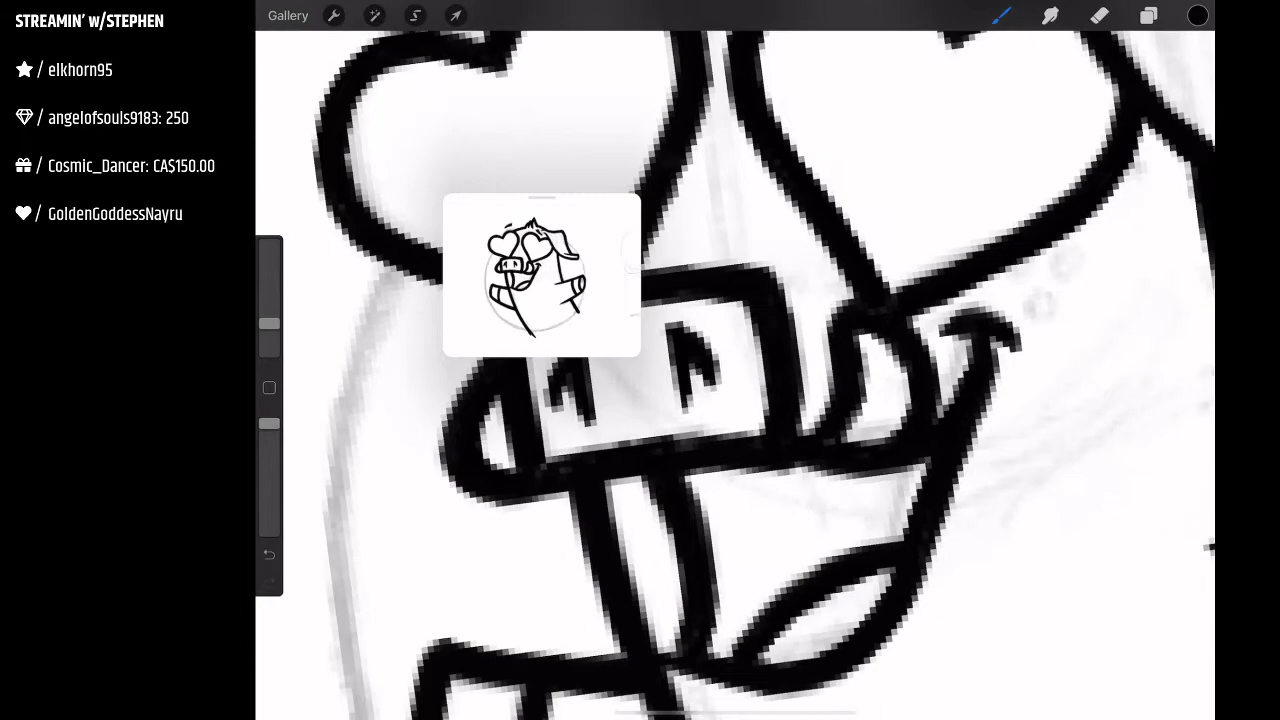 STREAMIN' w/STEPHEN
/ elkhorn95
/ angelofsouls9183: 250
/ Cosmic_Dancer: CA$150.00
/ GoldenGoddessNayru
Gallery